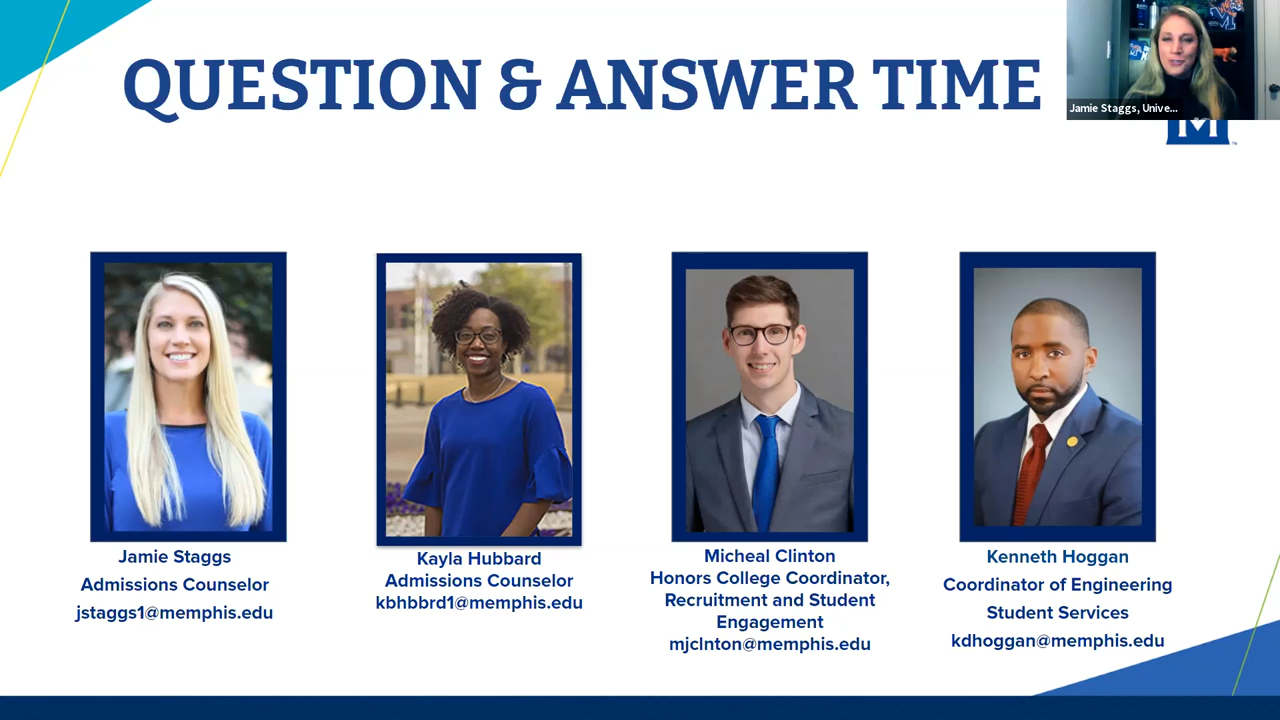 QUESTION & ANSWER TIME
Jamie Staggs, Unive...
M
Jamie Staggs
Admissions Counselor
jstaggs1@memphis.edu
Kayla Hubbard
Admissions Counselor
kbhbbrd1@memphis.edu
Micheal Clinton
Honors College Coordinator,
Recruitment and Student
Engagement
mjclnton@memphis.edu
Kenneth Hoggan
Coordinator of Engineering
Student Services
kdhoggan@memphis.edu